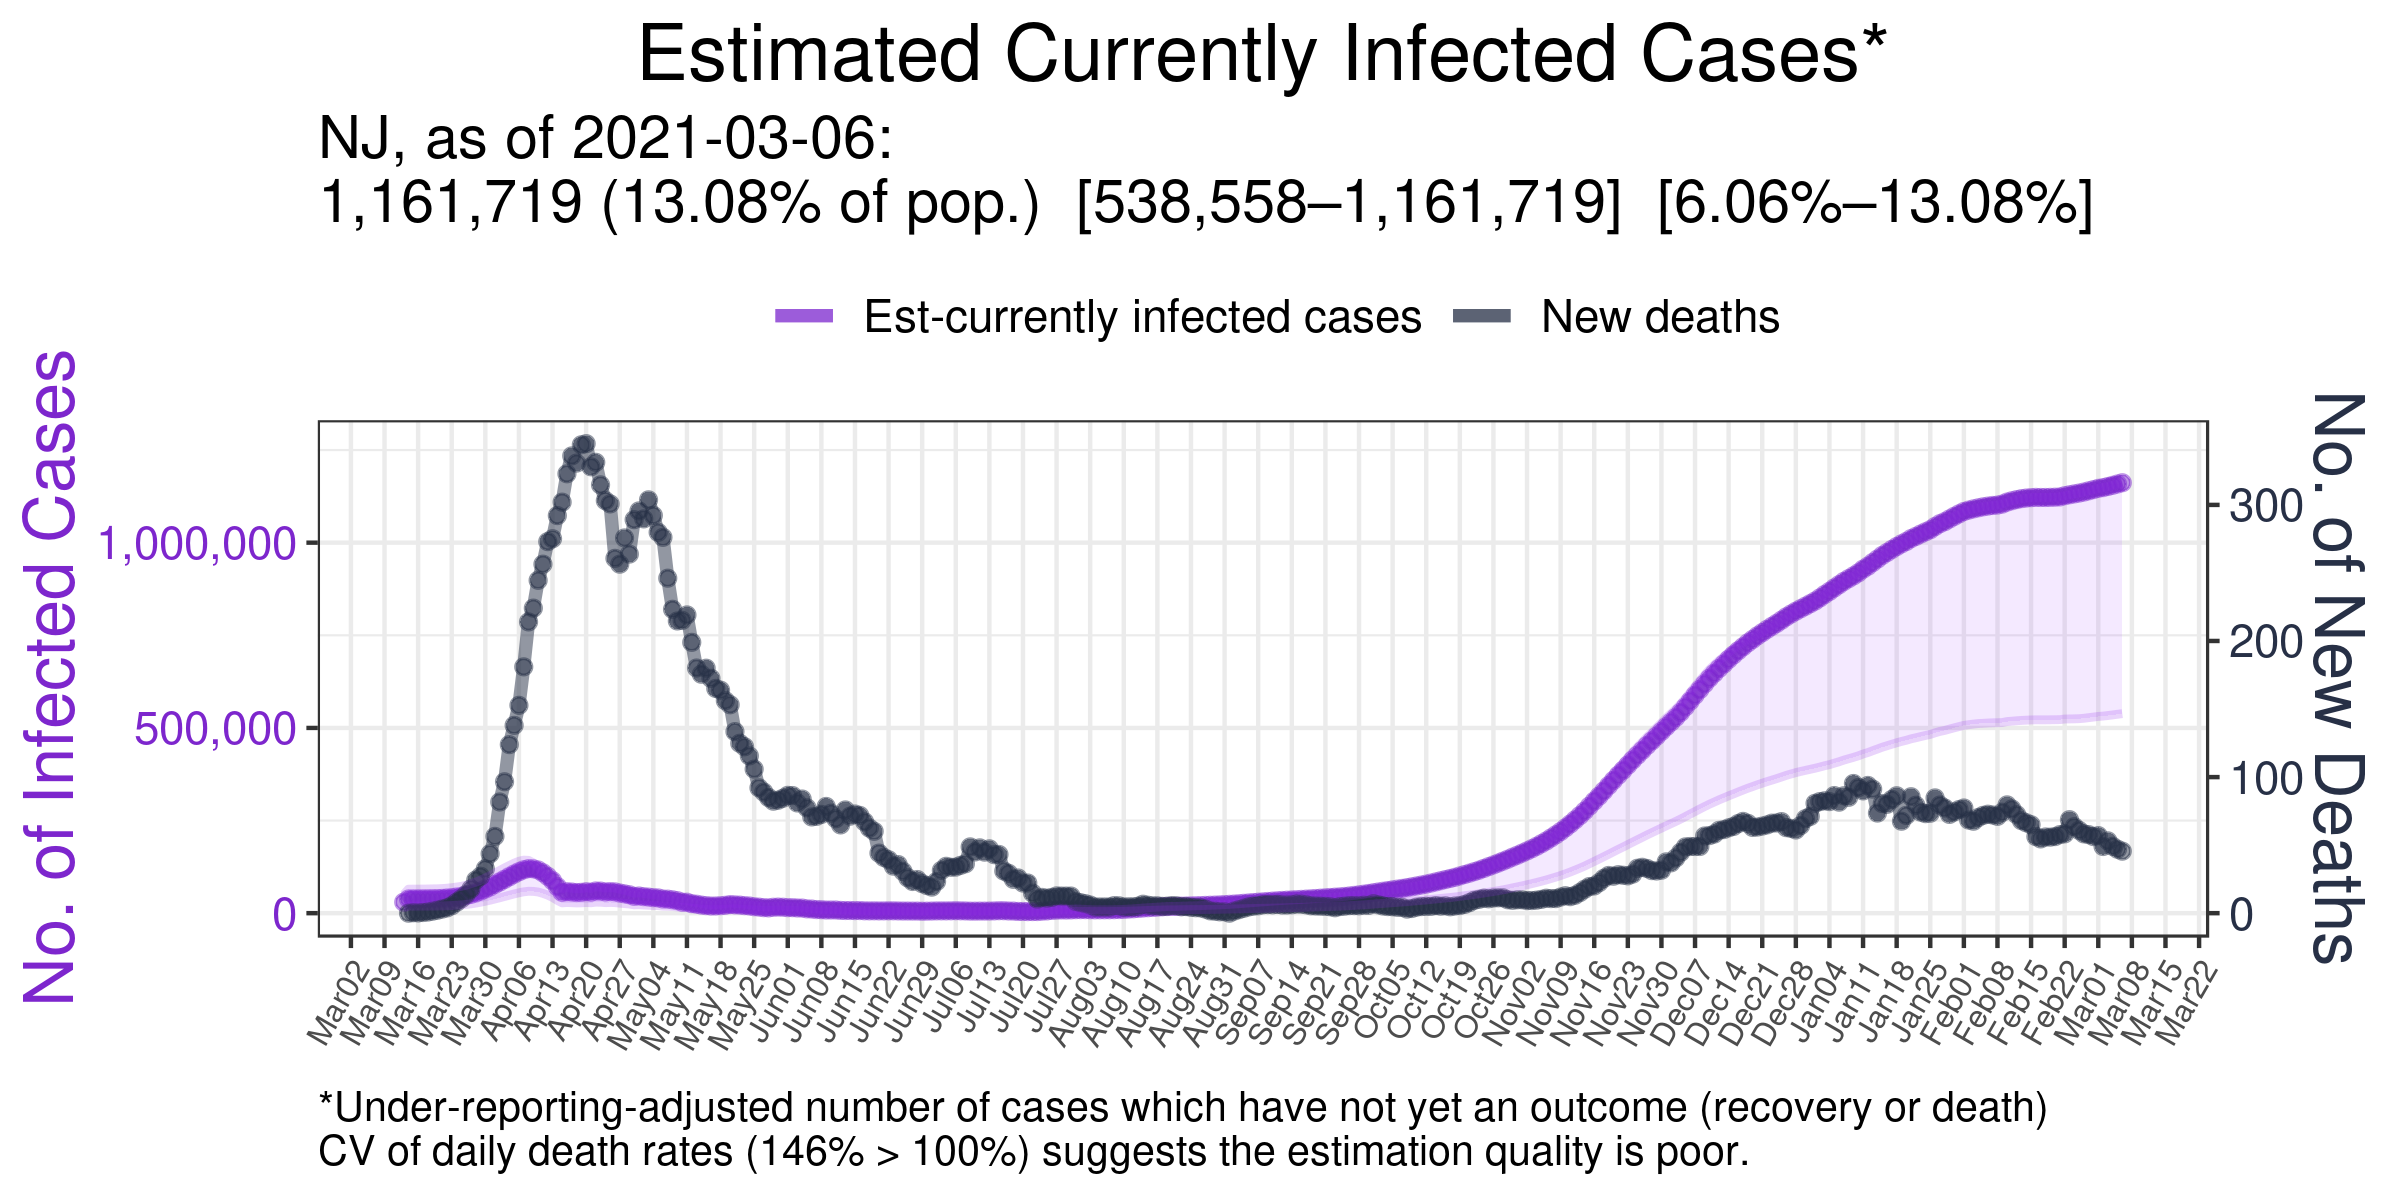 Estimated Currently Infected Cases*
NJ, as of 2021-03-06:
1,161,719 (13.08% of pop.) [538,558–1,161,719] [6.06%–13.08%]
Est-currently infected cases New deaths
No. of Infected Cases
1,000,000
500,000
0
300
200
100
0
No. of New Deaths
Mar02 Mar09 Mar16 Mar23 Mar30 Apr06 Apr13 Apr20 Apr27 May04 May11 May18 May25 Jun01 Jun08 Jun15 Jun22 Jun29 Jul06 Jul13 Jul20 Jul27 Aug03 Aug10 Aug17 Aug24 Aug31 Sep07 Sep14 Sep21 Sep28 Oct05 Oct12 Oct19 Oct26 Nov02 Nov09 Nov16 Nov23 Nov30 Dec07 Dec14 Dec21 Dec28 Jan04 Jan11 Jan18 Jan25 Feb01 Feb08 Feb15 Feb22 Mar01 Mar08 Mar15 Mar22
*Under-reporting-adjusted number of cases which have not yet an outcome (recovery or death)
CV of daily death rates (146% > 100%) suggests the estimation quality is poor.